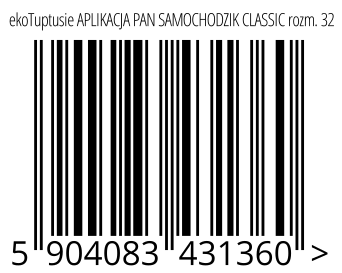 ekoTuptusie APLIKACJA PAN SAMOCHODZIK CLASSIC rozm. 32
5 904083 431360 >